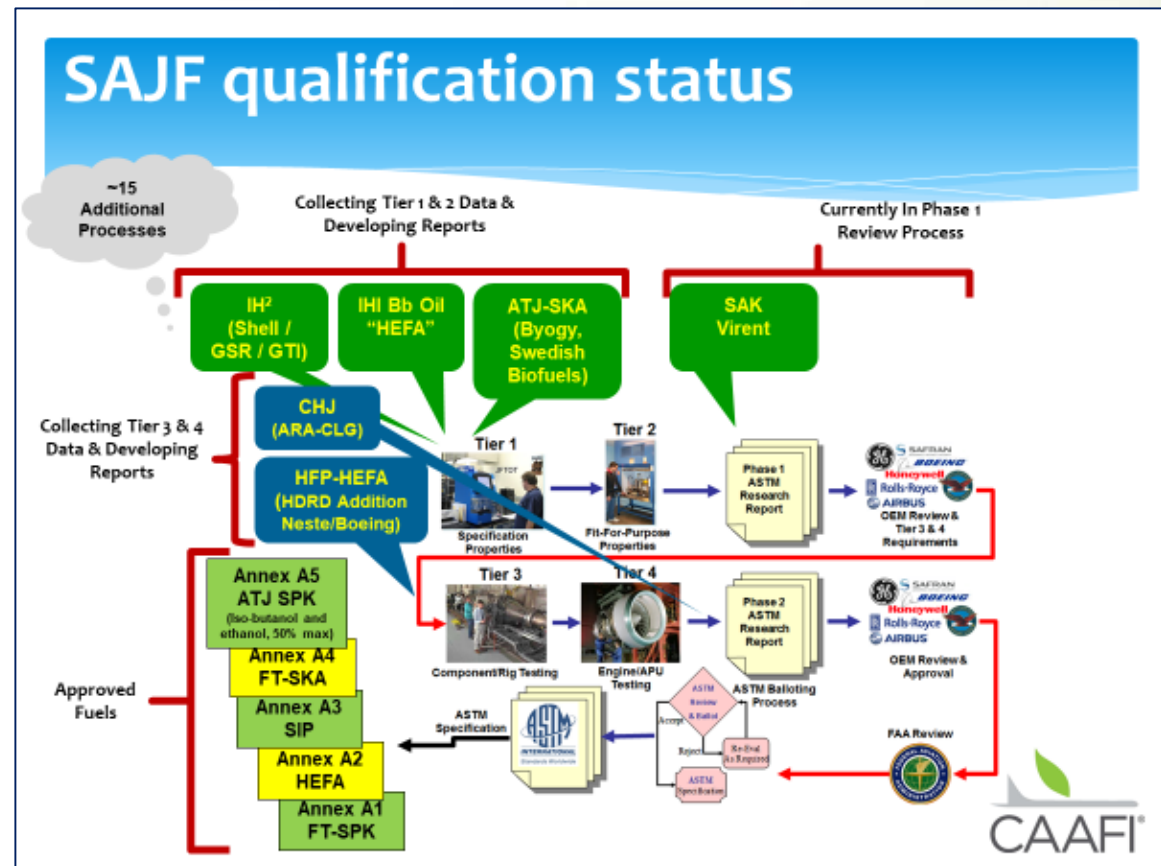 SAJF qualification status
~15
Additional
Processes
Collecting Tier 1 & 2 Data &
Developing Reports
Currently In Phase 1
Review Process
IH²
(Shell /
GSR / GTI)
IHI Bb Oil
“HEFA”
ATJ-SKA
(Byogy,
Swedish
Biofuels)
SAK
Virent
Collecting Tier 3 & 4
Data & Developing
Reports
CHJ
(ARA-CLG)
HFP-HEFA
(HDRD Addition
Neste/Boeing)
Tier 1
JFTOT
Specification
Properties
Tier 2
Fit-For-Purpose
Properties
Phase 1
ASTM
Research
Report
SAFRAN
BOEING
Honeywell
Rolls-Royce
AIRBUS
OEM Review &
Tier 3 & 4
Requirements
Tier 3
Component/Rig Testing
Tier 4
Engine/APU
Testing
Phase 2
ASTM
Research
Report
SAFRAN
BOEING
Honeywell
Rolls-Royce
AIRBUS
OEM Review &
Approval
Approved
Fuels
Annex A5
ATJ SPK
(Iso-butanol and
ethanol, 50% max)
Annex A4
FT-SKA
Annex A3
SIP
Annex A2
HEFA
Annex A1
FT-SPK
ASTM
Specification
ASTM
INTERNATIONAL
Standards Worldwide
ASTM
Review
& Ballot
Accept
Reject
Re-Eval
As Required
ASTM
Specification
ASTM Balloting
Process
FAA Review
CAAFI®